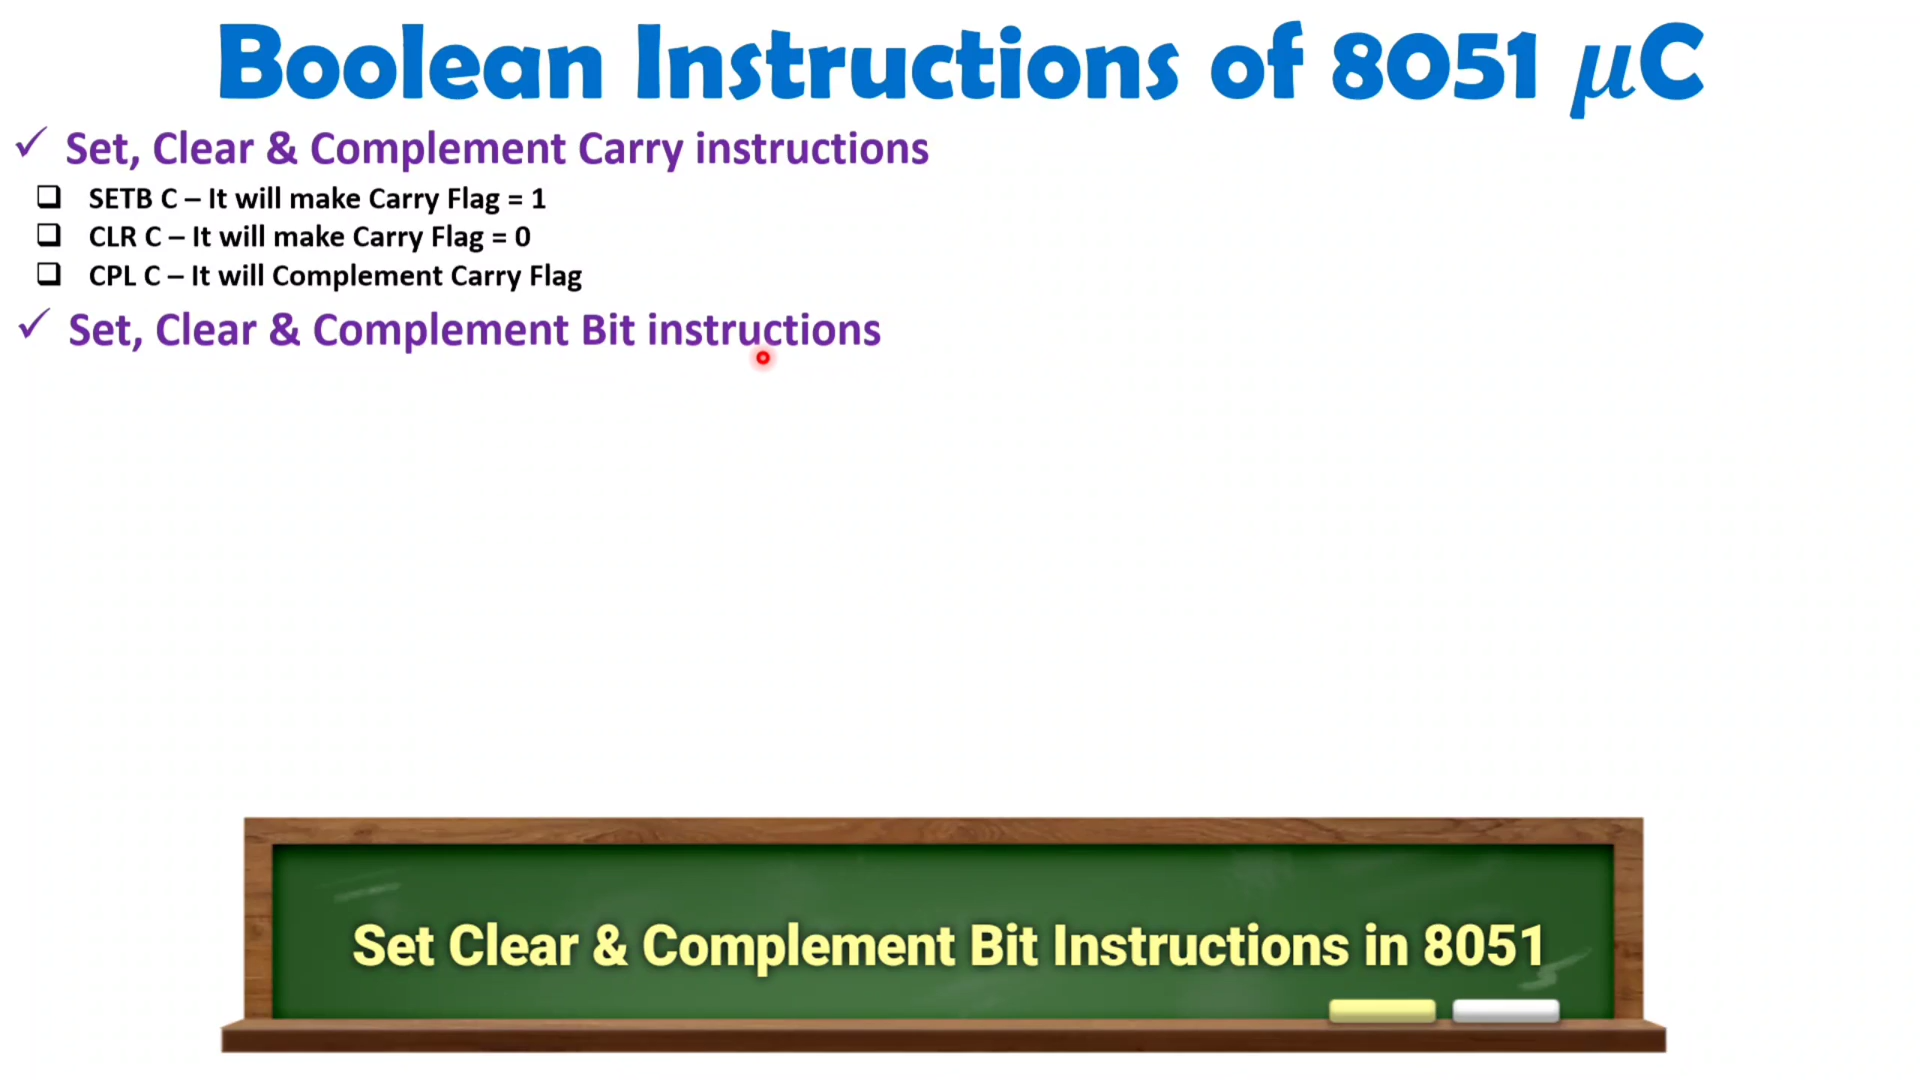 Boolean Instructions of 8051 𝜇C
✓ Set, Clear & Complement Carry instructions
❑ SETB C – It will make Carry Flag = 1
❑ CLR C – It will make Carry Flag = 0
❑ CPL C – It will Complement Carry Flag
✓ Set, Clear & Complement Bit instructions
Set Clear & Complement Bit Instructions in 8051